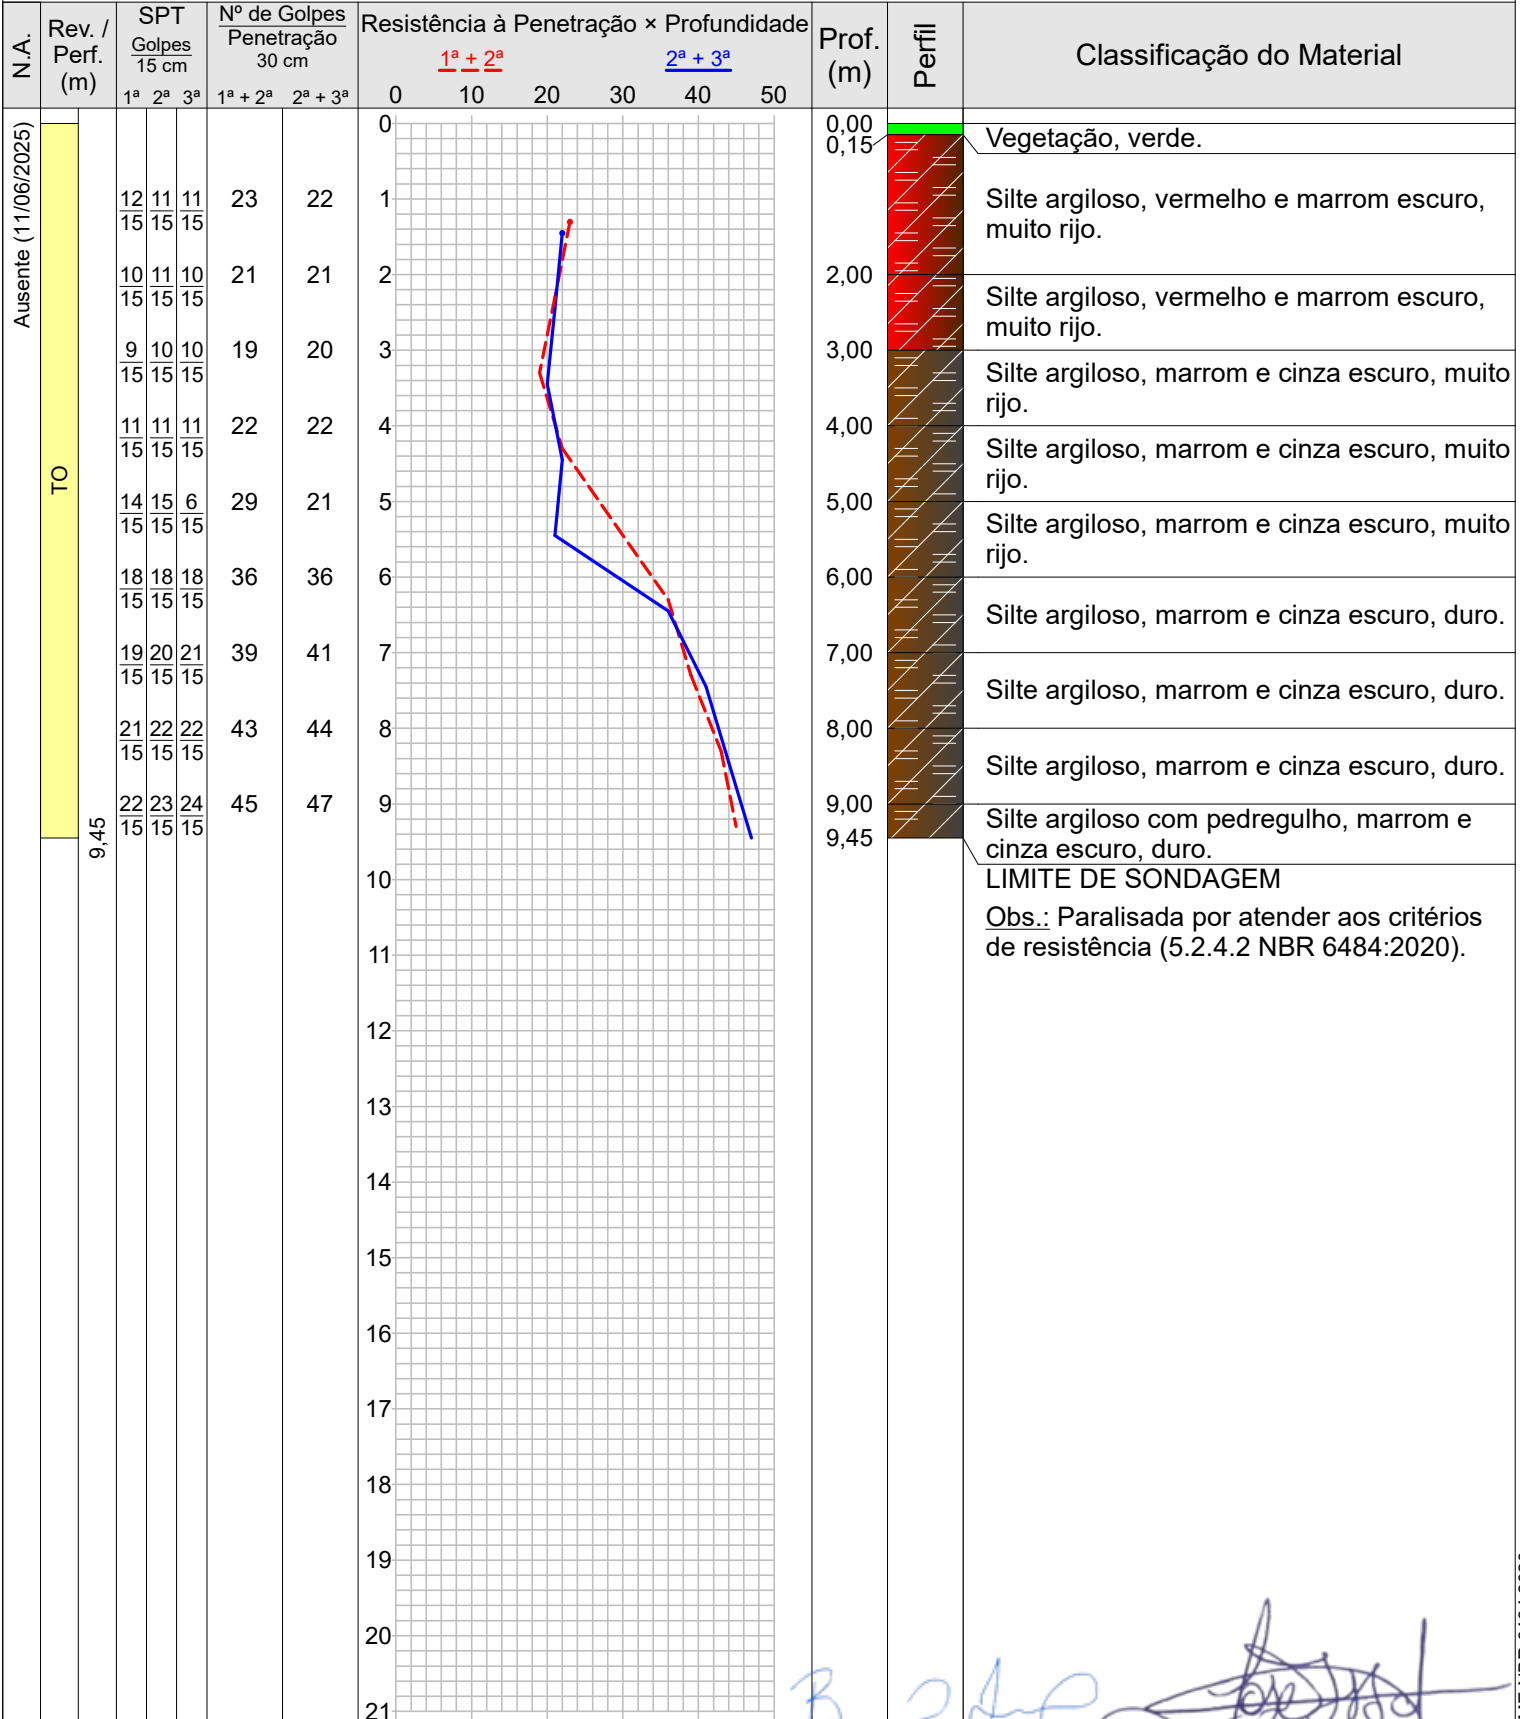 N.A.
Rev. / Perf. (m)
SPT
Golpes
15 cm
1ª 2ª 3ª
Nº de Golpes
Penetração
30 cm
1ª + 2ª 2ª + 3ª
Resistência à Penetração × Profundidade
1ª + 2ª 2ª + 3ª
0 10 20 30 40 50
Prof. (m)
Perfil
Classificação do Material
Ausente (11/06/2025)
TO
9,45
0
0,00
0,15
Vegetação, verde.
12 11 11 23 22 1
15 15 15
Silte argiloso, vermelho e marrom escuro,
muito rijo.
10 11 10 21 21 2 2,00
15 15 15
Silte argiloso, vermelho e marrom escuro,
muito rijo.
9 10 10 19 20 3 3,00
15 15 15
Silte argiloso, marrom e cinza escuro, muito
rijo.
11 11 11 22 22 4 4,00
15 15 15
Silte argiloso, marrom e cinza escuro, muito
rijo.
14 15 6 29 21 5 5,00
15 15 15
Silte argiloso, marrom e cinza escuro, muito
rijo.
18 18 18 36 36 6 6,00
15 15 15
Silte argiloso, marrom e cinza escuro, duro.
19 20 21 39 41 7 7,00
15 15 15
Silte argiloso, marrom e cinza escuro, duro.
21 22 22 43 44 8 8,00
15 15 15
Silte argiloso, marrom e cinza escuro, duro.
22 23 24 45 47 9 9,00
15 15 15
9,45
Silte argiloso com pedregulho, marrom e
cinza escuro, duro.
LIMITE DE SONDAGEM
Obs.: Paralisada por atender aos critérios
de resistência (5.2.4.2 NBR 6484:2020).
10
11
12
13
14
15
16
17
18
19
20
21